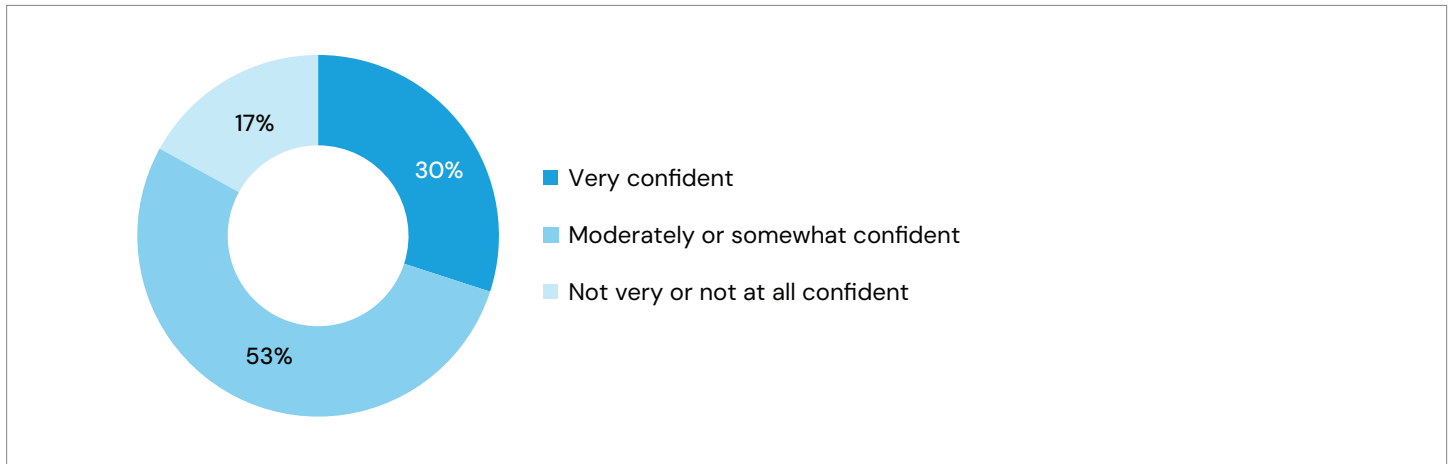 17%
30%
53%
Very confident
Moderately or somewhat confident
Not very or not at all confident